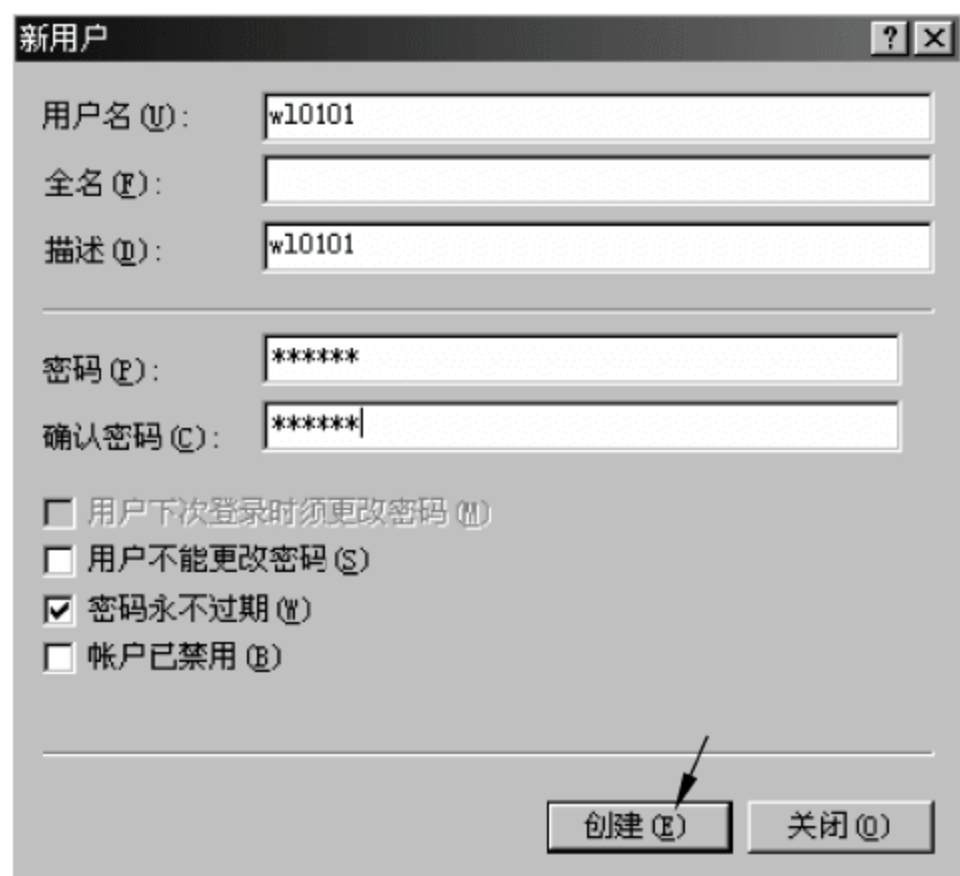 新用户
用户名(U): wl0101
全名(F):
描述(D): wl0101
密码(P): ******
确认密码(C): ******
用户下次登录时须更改密码(M)
用户不能更改密码(S)
密码永不过期(W)
帐户已禁用(B)
创建(E) 关闭(O)